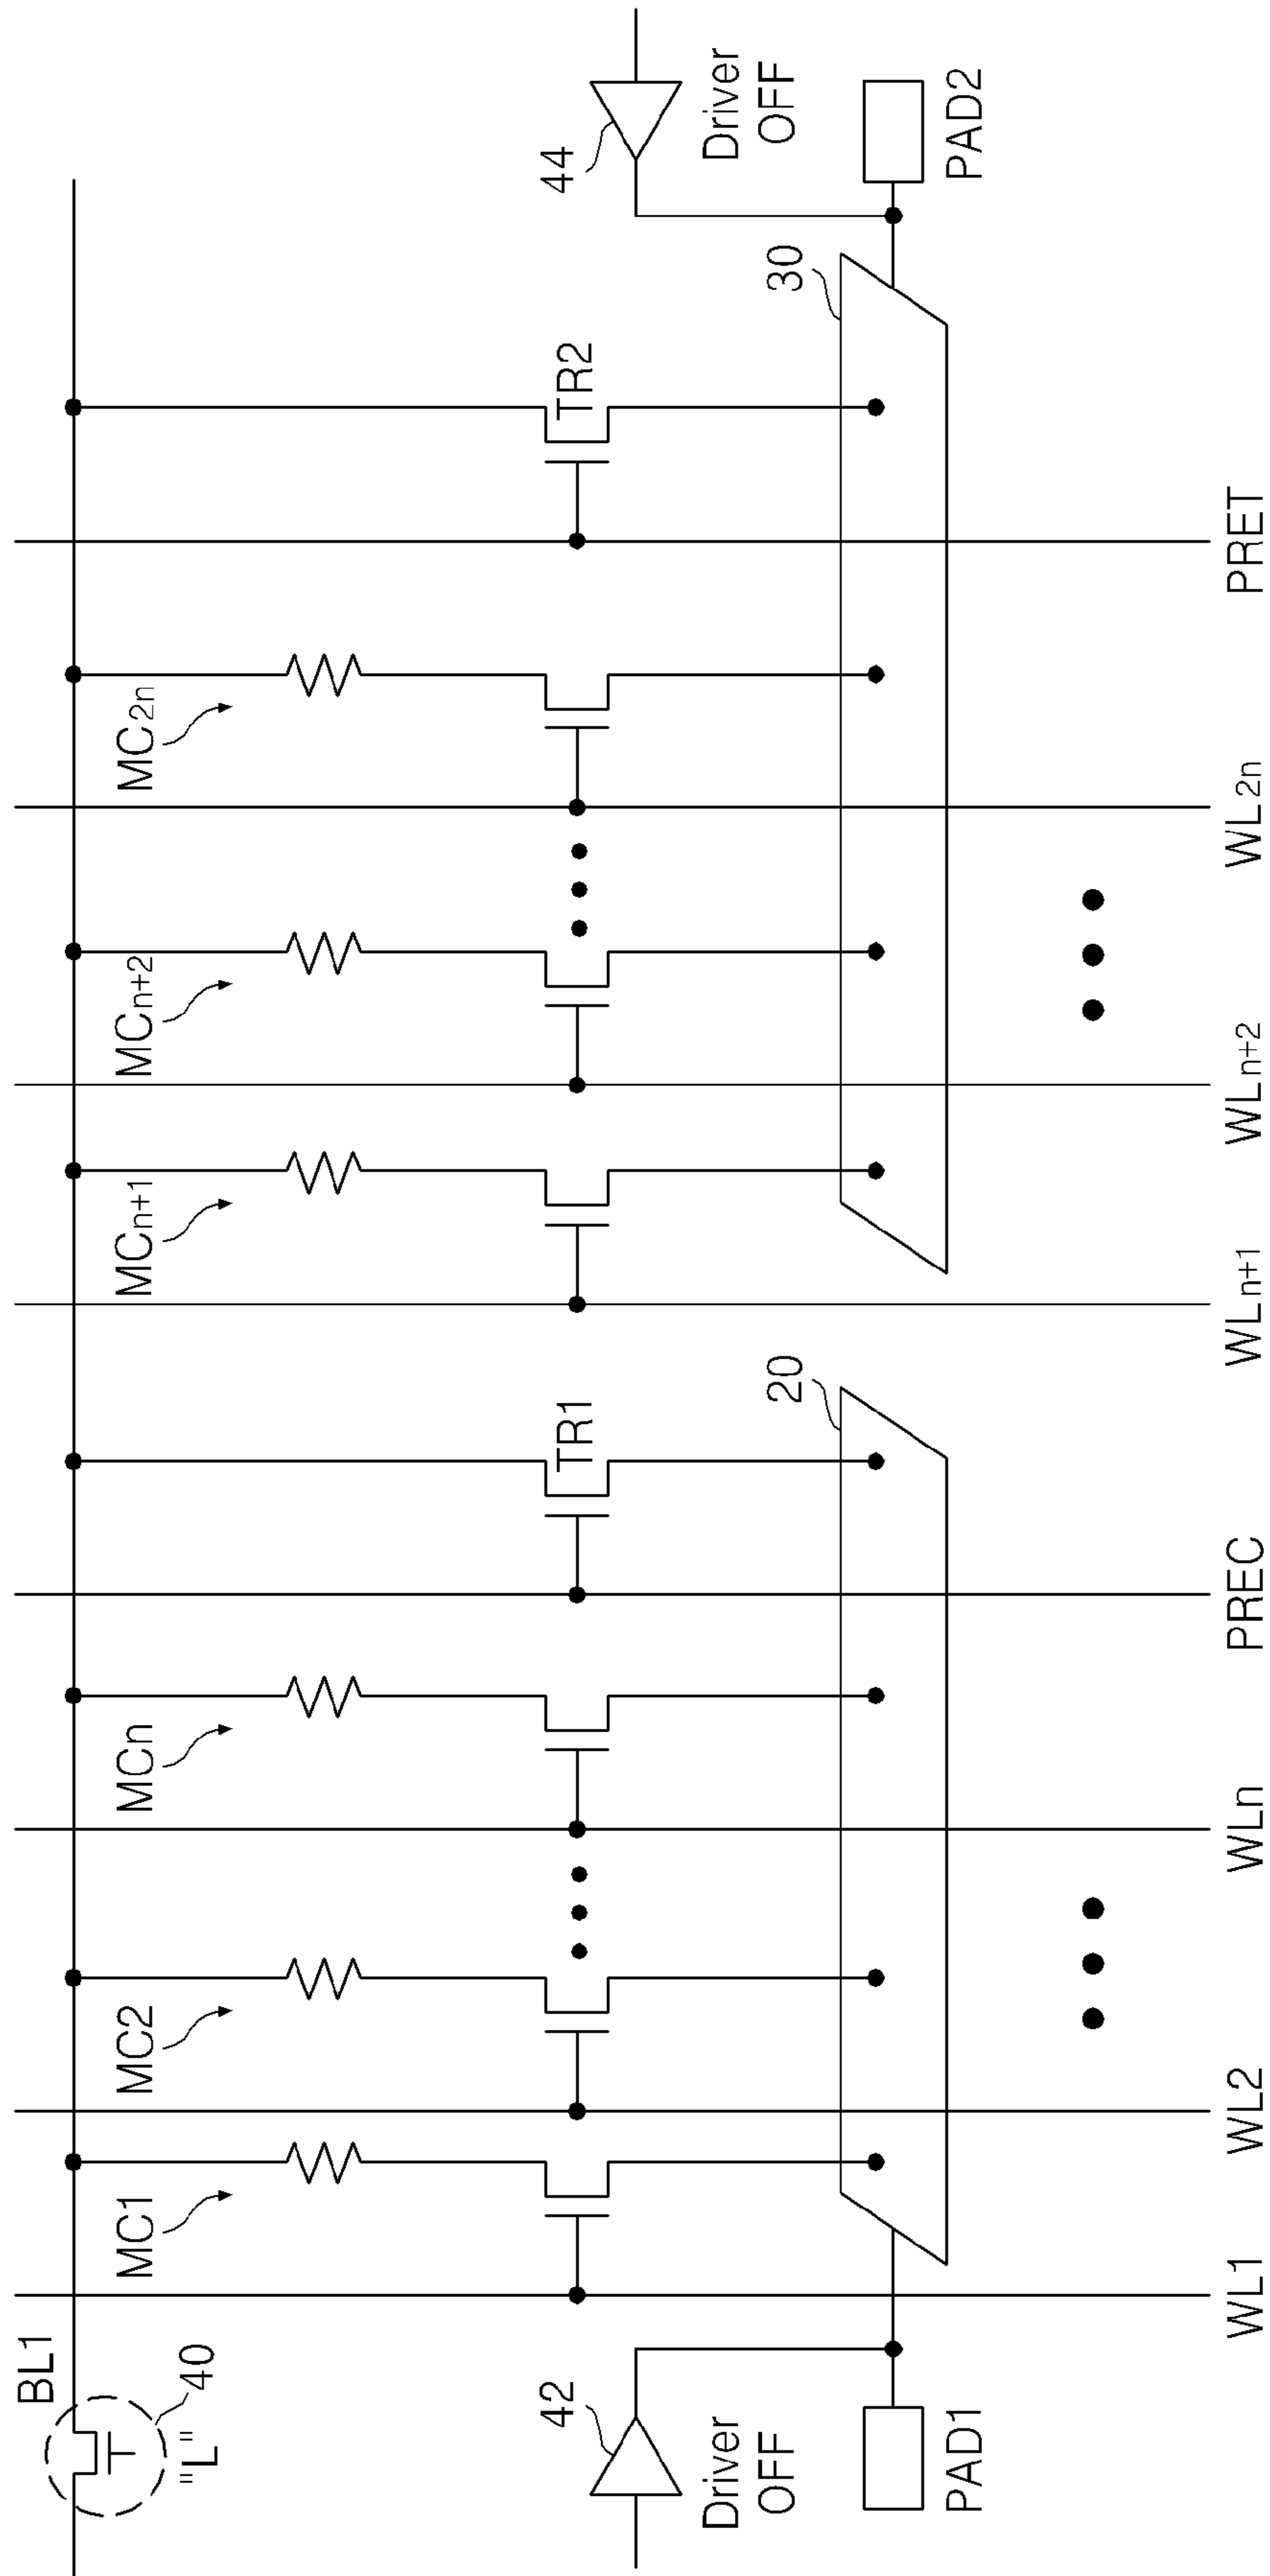 BL1
40
"L"
MC1
MC2
MCn
MCn+1
MCn+2
MC2n
42
Driver
OFF
PAD1
TR1
TR2
44
Driver
OFF
PAD2
20
30
WL1
WL2
WLn
PREC
WLn+1
WLn+2
WL2n
PRET